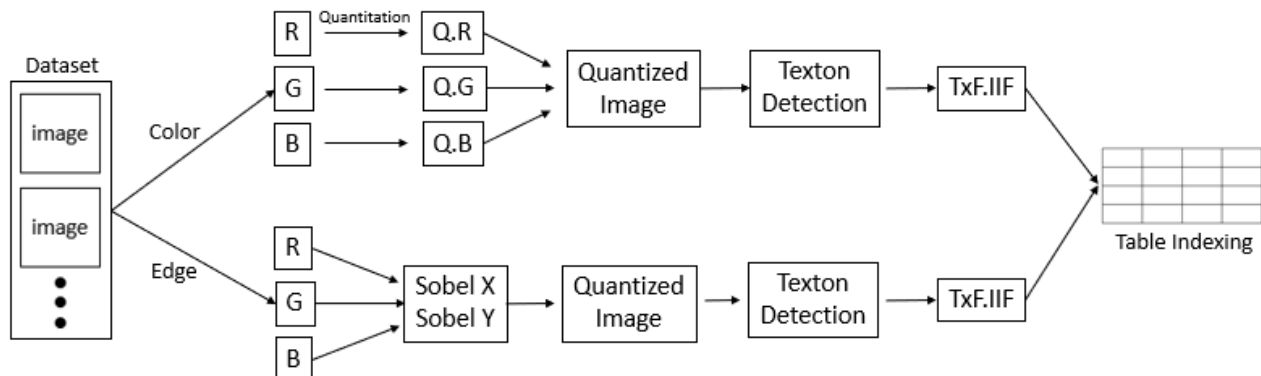 Dataset
image
image
Color
Edge
R
Quantitation
Q.R
G
Q.G
B
Q.B
Quantized
Image
Texton
Detection
TxF.IIF
R
G
B
Sobel X
Sobel Y
Quantized
Image
Texton
Detection
TxF.IIF
Table Indexing